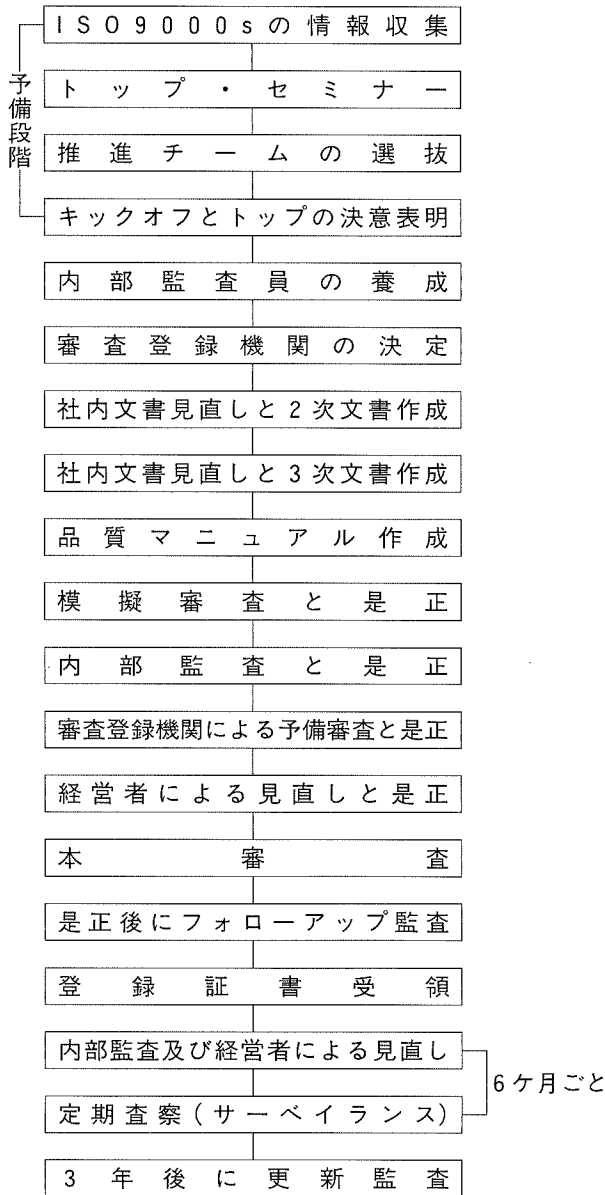 ISO9000sの情報収集
予備段階
トップ・セミナー
推進チームの選抜
キックオフとトップの決意表明
内部監査員の養成
審査登録機関の決定
社内文書見直しと2次文書作成
社内文書見直しと3次文書作成
品質マニュアル作成
模擬審査と是正
内部監査と是正
審査登録機関による予備審査と是正
経営者による見直しと是正
本審査
是正後にフォローアップ監査
登録証書受領
内部監査及び経営者による見直し
6ケ月ごと
定期査察(サーベイランス)
3年後に更新監査